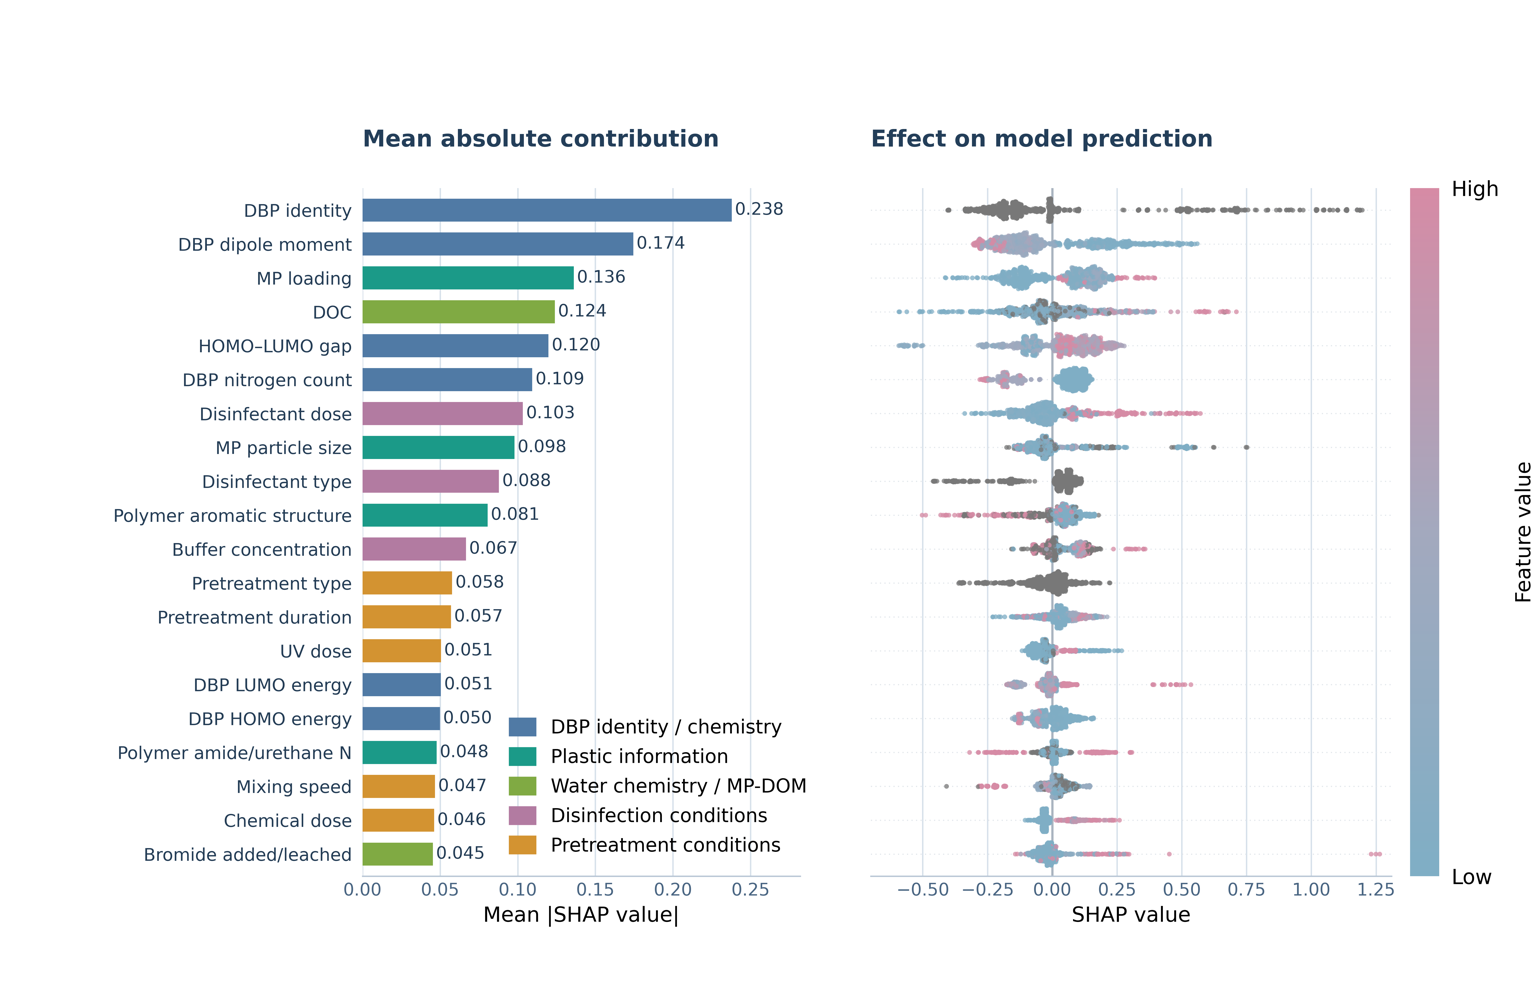 Mean absolute contribution
DBP identity 0.238
DBP dipole moment 0.174
MP loading 0.136
DOC 0.124
HOMO–LUMO gap 0.120
DBP nitrogen count 0.109
Disinfectant dose 0.103
MP particle size 0.098
Disinfectant type 0.088
Polymer aromatic structure 0.081
Buffer concentration 0.067
Pretreatment type 0.058
Pretreatment duration 0.057
UV dose 0.051
DBP LUMO energy 0.051
DBP HOMO energy 0.050
Polymer amide/urethane N 0.048
Mixing speed 0.047
Chemical dose 0.046
Bromide added/leached 0.045
DBP identity / chemistry
Plastic information
Water chemistry / MP-DOM
Disinfection conditions
Pretreatment conditions
0.00 0.05 0.10 0.15 0.20 0.25
Mean |SHAP value|
Effect on model prediction
−0.50 −0.25 0.00 0.25 0.50 0.75 1.00 1.25
SHAP value
High
Feature value
Low